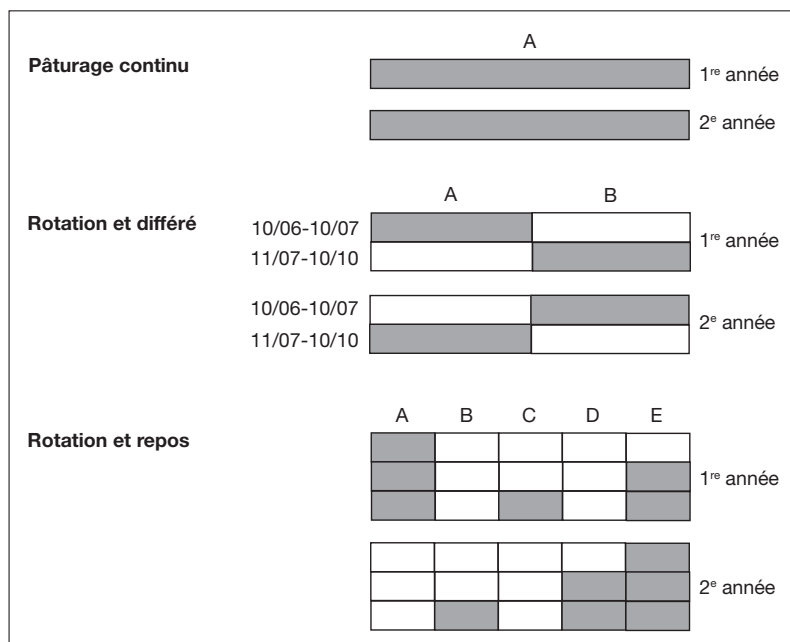 A
Pâturage continu
1re année
2e année
A B
Rotation et différé
10/06-10/07
11/07-10/10
1re année
10/06-10/07
11/07-10/10
2e année
A B C D E
Rotation et repos
1re année
2e année